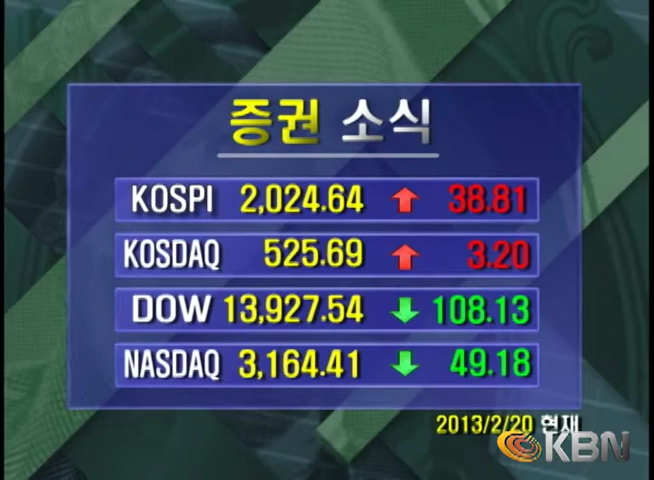 증권 소식
KOSPI 2,024.64 ↑ 38.81
KOSDAQ 525.69 ↑ 3.20
DOW 13,927.54 ↓ 108.13
NASDAQ 3,164.41 ↓ 49.18
2013/2/20 현재
KBN